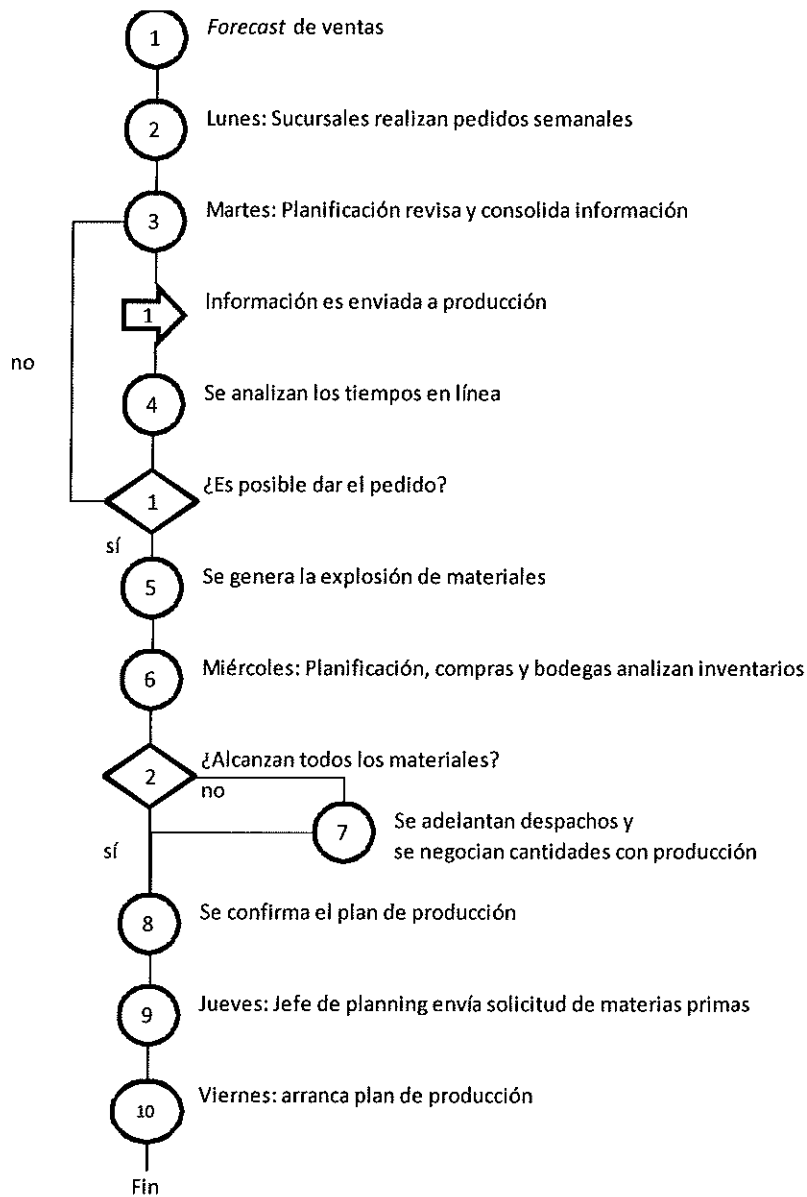 1 Forecast de ventas
2 Lunes: Sucursales realizan pedidos semanales
3 Martes: Planificación revisa y consolida información
1 Información es enviada a producción
no
4 Se analizan los tiempos en línea
1 ¿Es posible dar el pedido?
sí
5 Se genera la explosión de materiales
6 Miércoles: Planificación, compras y bodegas analizan inventarios
2 ¿Alcanzan todos los materiales?
no
7 Se adelantan despachos y
se negocian cantidades con producción
sí
8 Se confirma el plan de producción
9 Jueves: Jefe de planning envía solicitud de materias primas
10 Viernes: arranca plan de producción
Fin